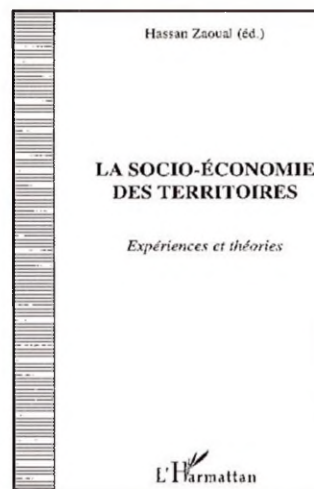 Hassan Zaoual (éd.)
LA SOCIO-ÉCONOMIE
DES TERRITOIRES
Expériences et théories
L'Harmattan